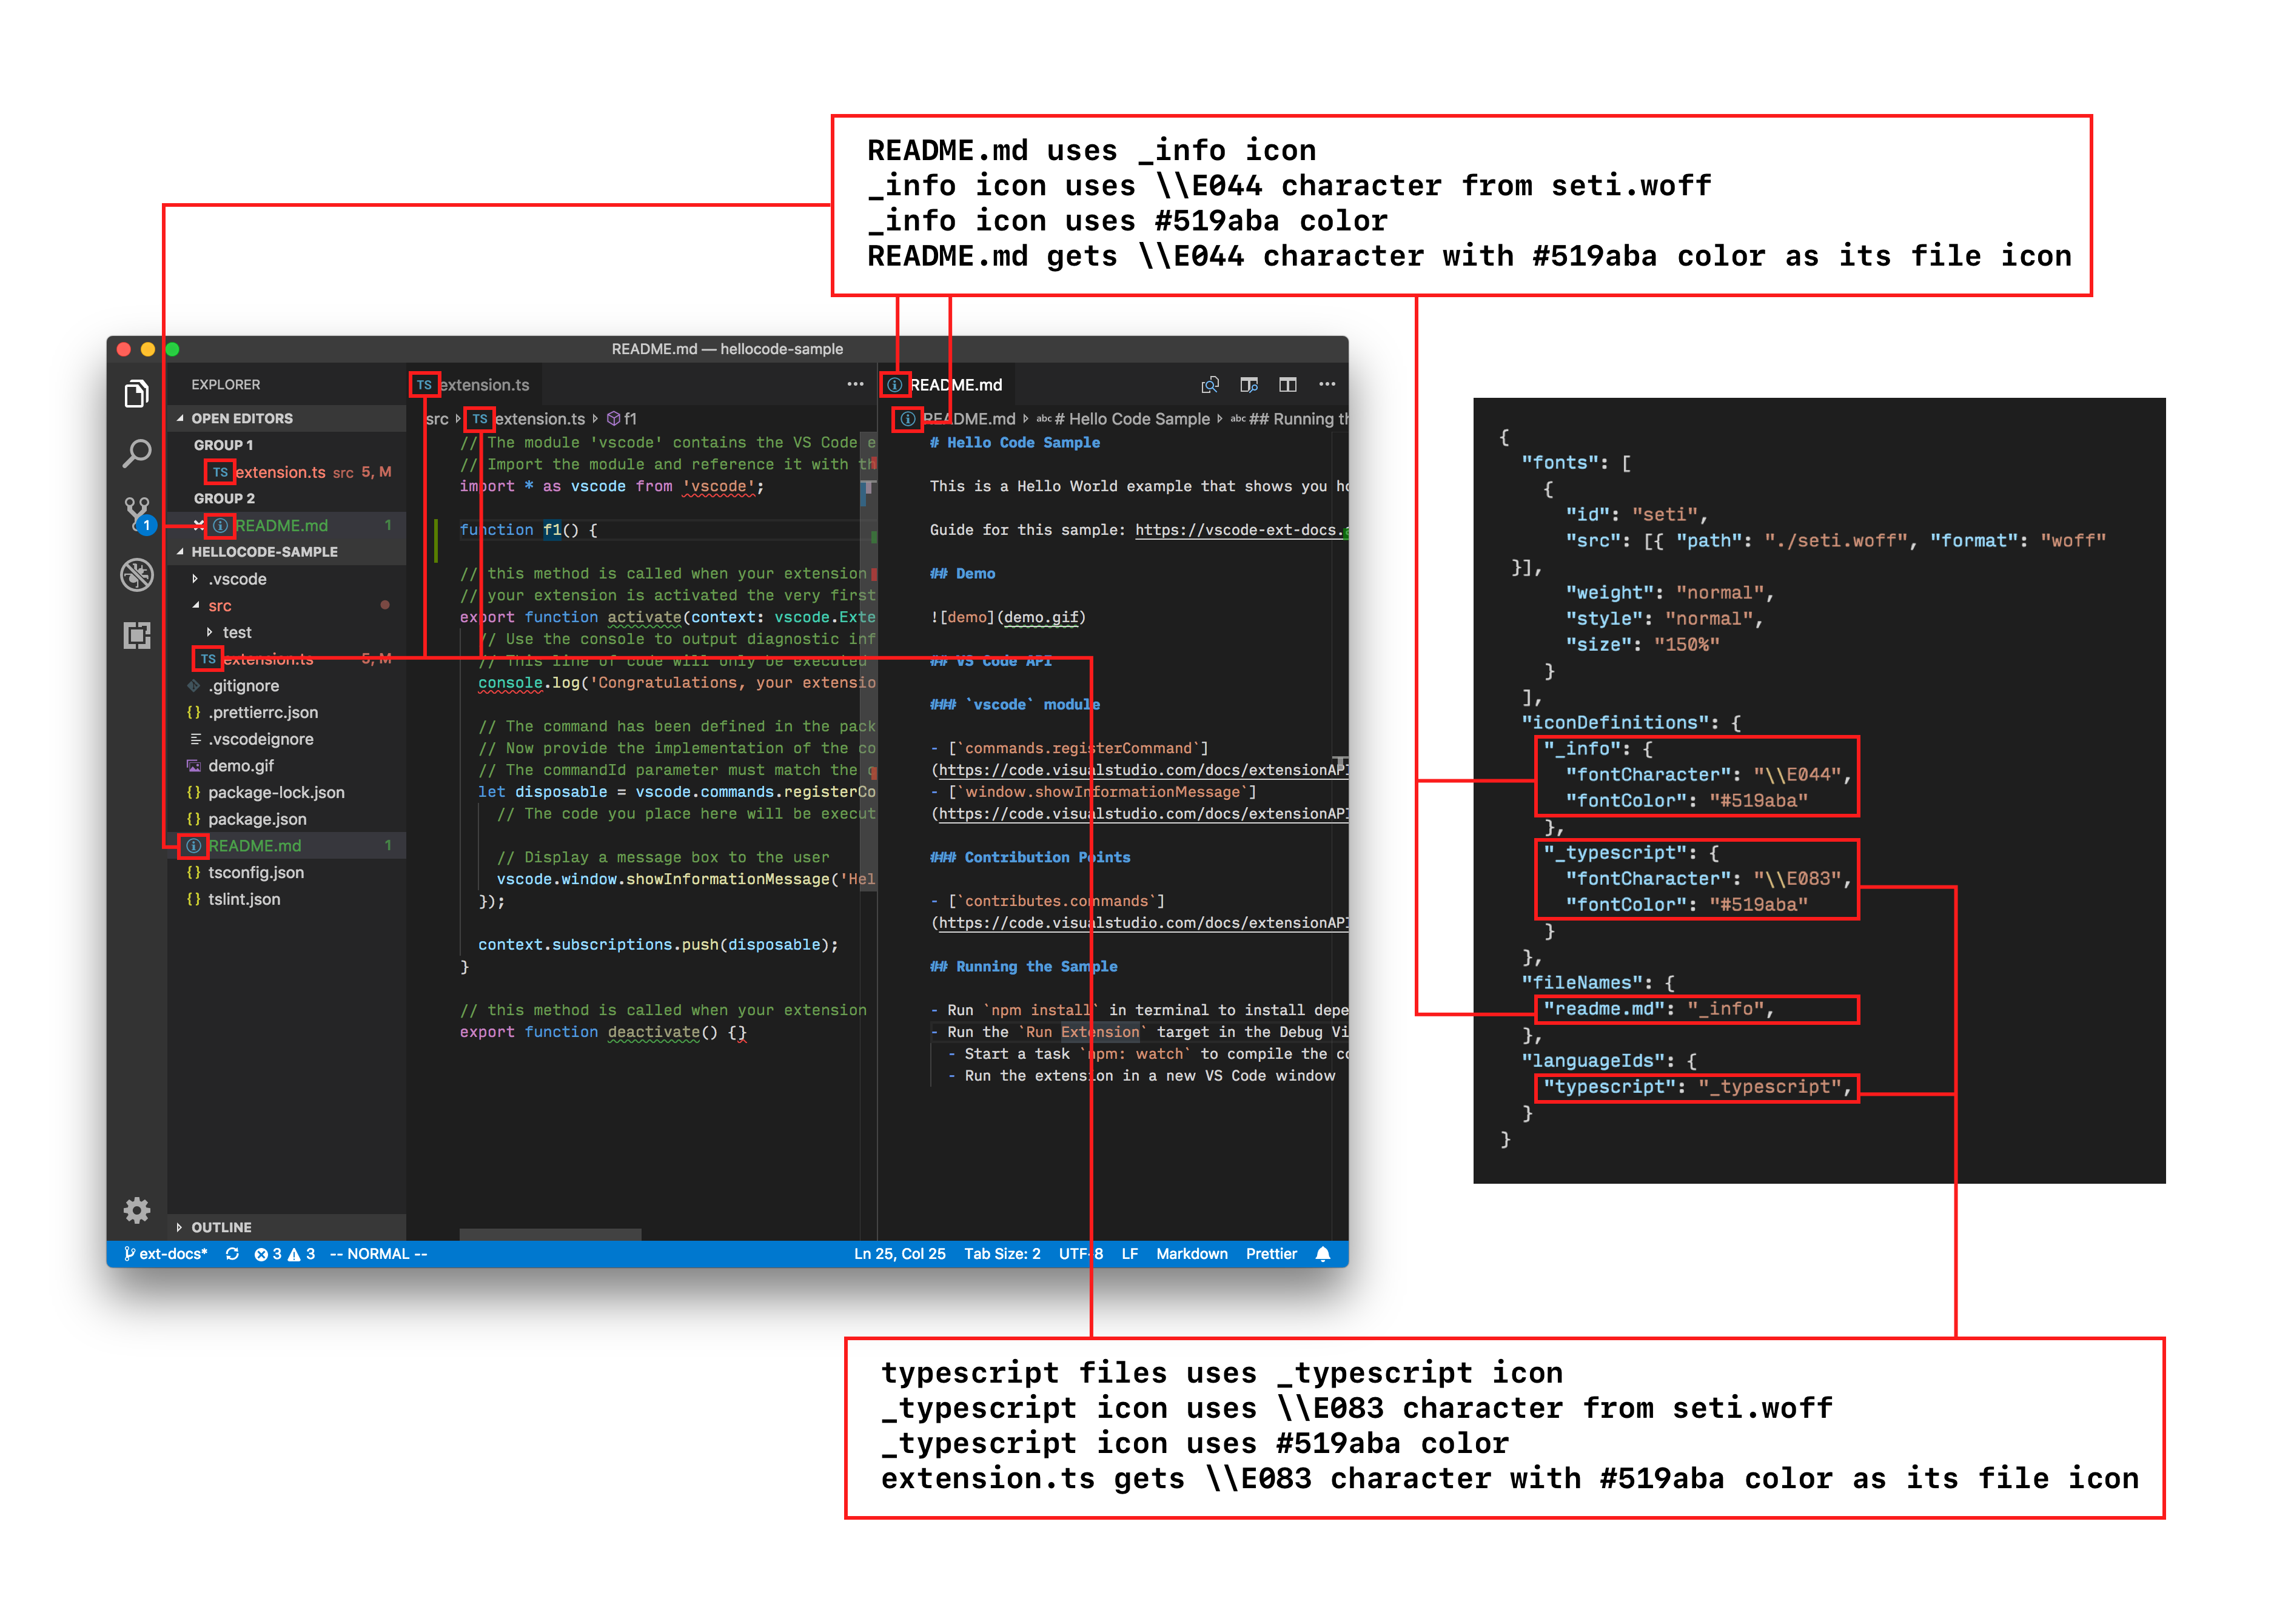 README.md uses _info icon
_info icon uses \\E044 character from seti.woff
_info icon uses #519aba color
README.md gets \\E044 character with #519aba color as its file icon
README.md — hellocode-sample
EXPLORER
OPEN EDITORS
GROUP 1
TS extension.ts src 5, M
GROUP 2
README.md 1
HELLOCODE-SAMPLE
.vscode
src
test
TS extension.ts 5, M
.gitignore
{} .prettierrc.json
.vscodeignore
demo.gif
{} package-lock.json
{} package.json
README.md 1
{} tsconfig.json
{} tslint.json
OUTLINE
1
TS extension.ts
src TS extension.ts f1
// The module 'vscode' contains the VS Code e
// Import the module and reference it with th
import * as vscode from 'vscode';
function f1() {
// this method is called when your extension
// your extension is activated the very first
export function activate(context: vscode.Exte
// Use the console to output diagnostic inf
// This line of code will only be executed
console.log('Congratulations, your extensio
// The command has been defined in the pack
// Now provide the implementation of the co
// The commandId parameter must match the c
let disposable = vscode.commands.registerCo
// The code you place here will be execut
// Display a message box to the user
vscode.window.showInformationMessage('Hel
});
context.subscriptions.push(disposable);
}
// this method is called when your extension
export function deactivate() {}
README.md
README.md abc # Hello Code Sample abc ## Running th
# Hello Code Sample
This is a Hello World example that shows you ho
Guide for this sample: https://vscode-ext-docs.
## Demo
![demo](demo.gif)
## VS Code API
### `vscode` module
- [`commands.registerCommand`]
(https://code.visualstudio.com/docs/extensionAPI
- [`window.showInformationMessage`]
(https://code.visualstudio.com/docs/extensionAPI
### Contribution Points
- [`contributes.commands`]
(https://code.visualstudio.com/docs/extensionAPI
## Running the Sample
- Run `npm install` in terminal to install depe
- Run the `Run Extension` target in the Debug Vi
- Start a task `npm: watch` to compile the co
- Run the extension in a new VS Code window
ext-docs* 3 3 -- NORMAL -- Ln 25, Col 25 Tab Size: 2 UTF-8 LF Markdown Prettier
{
"fonts": [
{
"id": "seti",
"src": [{ "path": "./seti.woff", "format": "woff"
}],
"weight": "normal",
"style": "normal",
"size": "150%"
}
],
"iconDefinitions": {
"_info": {
"fontCharacter": "\\E044",
"fontColor": "#519aba"
},
"_typescript": {
"fontCharacter": "\\E083",
"fontColor": "#519aba"
}
},
"fileNames": {
"readme.md": "_info",
},
"languageIds": {
"typescript": "_typescript",
}
}
typescript files uses _typescript icon
_typescript icon uses \\E083 character from seti.woff
_typescript icon uses #519aba color
extension.ts gets \\E083 character with #519aba color as its file icon